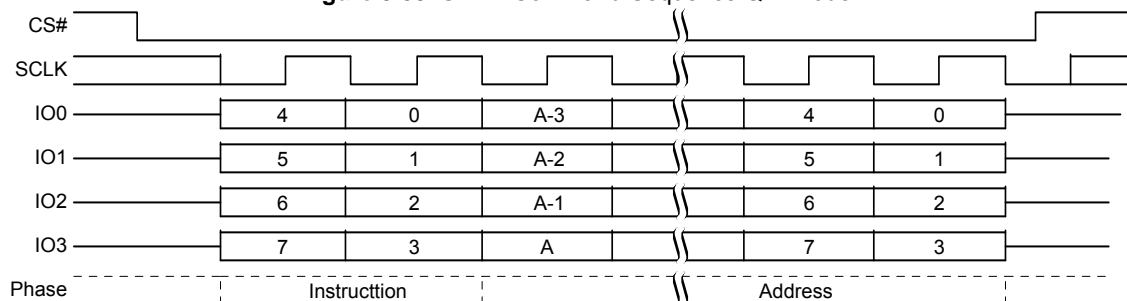 CS#
SCLK
IO0 4 0 A-3 4 0
IO1 5 1 A-2 5 1
IO2 6 2 A-1 6 2
IO3 7 3 A 7 3
Phase Instructtion Address